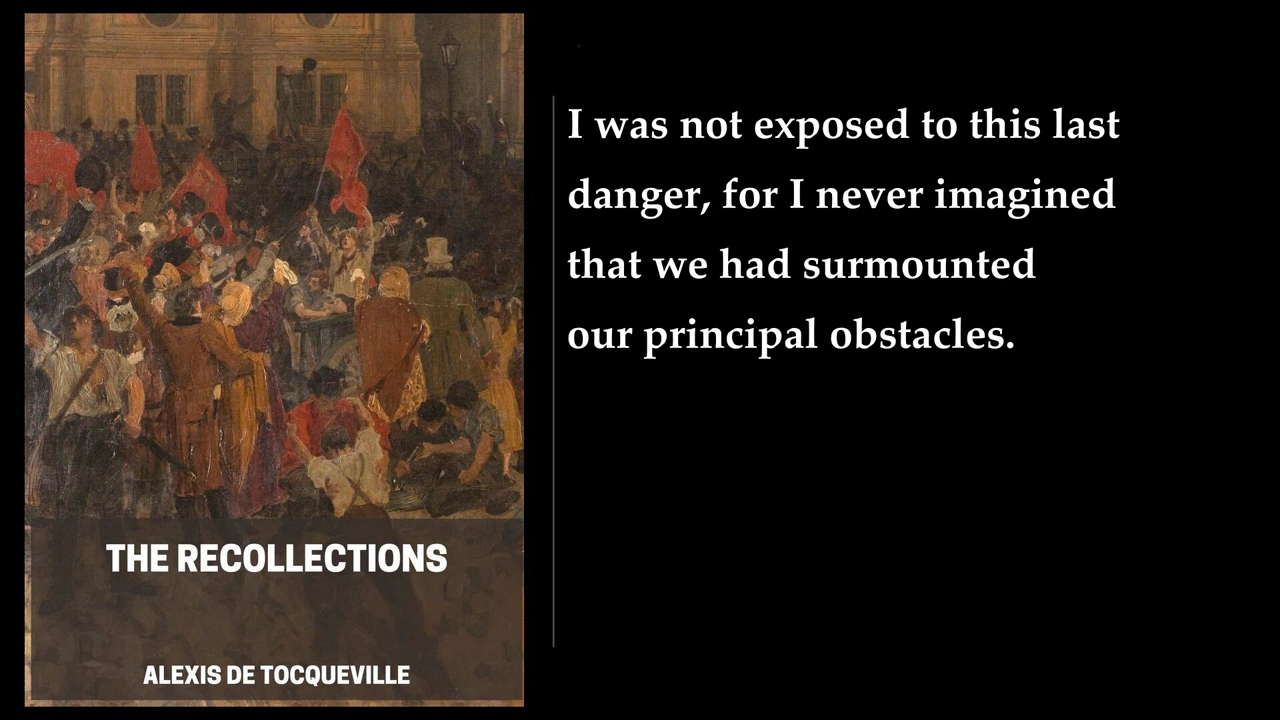 THE RECOLLECTIONS
ALEXIS DE TOCQUEVILLE
I was not exposed to this last
danger, for I never imagined
that we had surmounted
our principal obstacles.